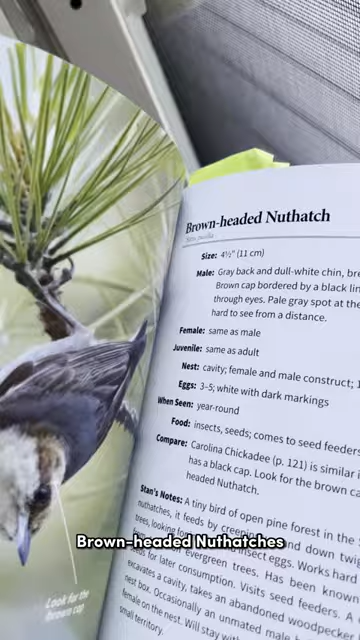 Brown-headed Nuthatch
Sitta pusilla
Size: 4½" (11 cm)
Male: Gray back and dull-white chin, bre
Brown cap bordered by a black lin
through eyes. Pale gray spot at the
hard to see from a distance.
Female: same as male
Juvenile: same as adult
Nest: cavity; female and male construct; 1
Eggs: 3–5; white with dark markings
When Seen: year-round
Food: insects, seeds; comes to seed feeders
Compare: Carolina Chickadee (p. 121) is similar i
has a black cap. Look for the brown ca
headed Nuthatch.
Stan's Notes: A tiny bird of open pine forest in the S
nuthatches, it feeds by creeping and down twig
trees, looking insect eggs. Works hard
evergreen trees. Has been known
seeds for later consumption. Visits seed feeders. A
excavates a cavity, takes an abandoned woodpecke
nest box. Occasionally an unmated male
female on the nest. Will stay
small territory.
Look for the
brown cap
Brown-headed Nuthatches